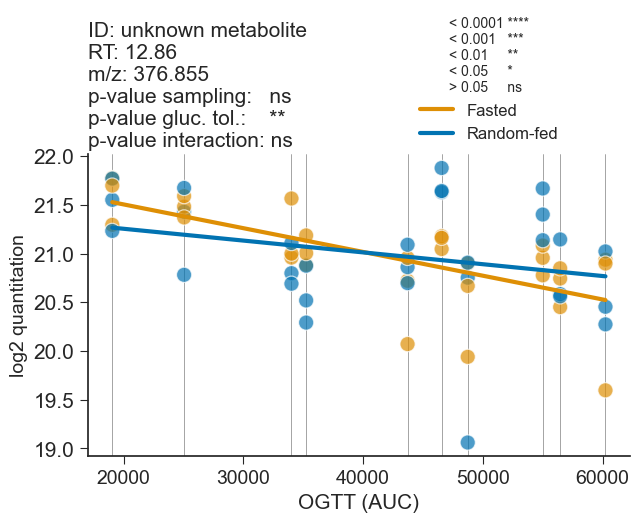 ID: unknown metabolite
RT: 12.86
m/z: 376.855
p-value sampling: ns
p-value gluc. tol.: **
p-value interaction: ns
< 0.0001 ****
< 0.001 ***
< 0.01 **
< 0.05 *
> 0.05 ns
Fasted
Random-fed
log2 quantitation
22.0
21.5
21.0
20.5
20.0
19.5
19.0
20000 30000 40000 50000 60000
OGTT (AUC)